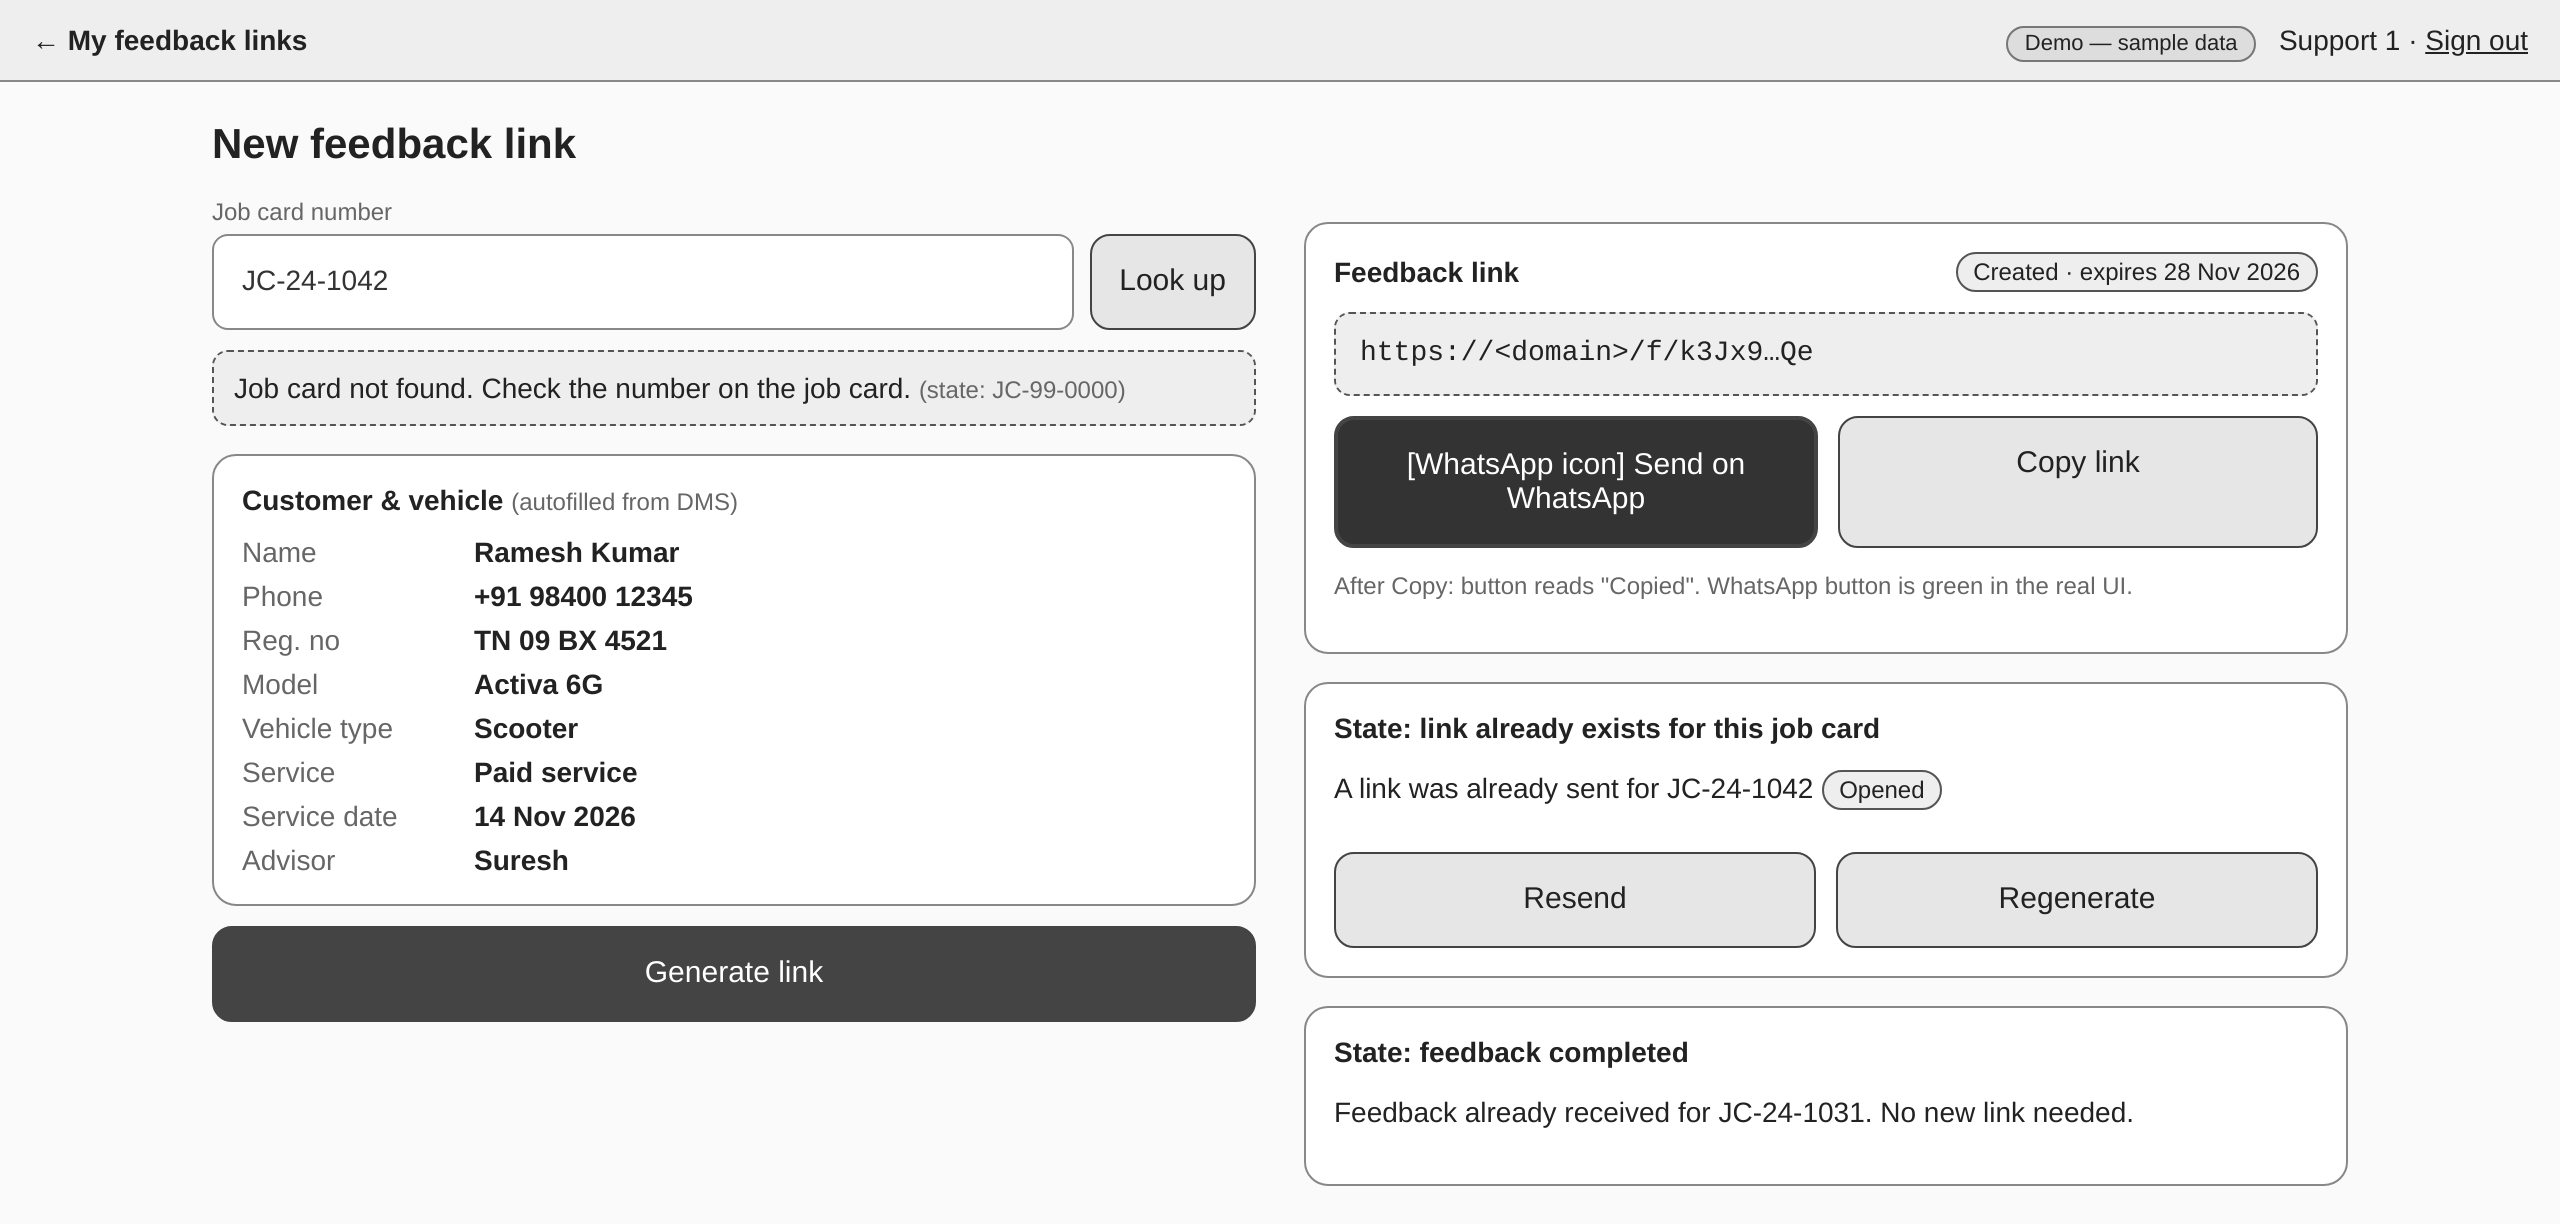 ← My feedback links
Demo — sample data
Support 1 · Sign out
New feedback link
Job card number
JC-24-1042
Look up
Job card not found. Check the number on the job card. (state: JC-99-0000)
Customer & vehicle (autofilled from DMS)
Name Ramesh Kumar
Phone +91 98400 12345
Reg. no TN 09 BX 4521
Model Activa 6G
Vehicle type Scooter
Service Paid service
Service date 14 Nov 2026
Advisor Suresh
Generate link
Feedback link
Created · expires 28 Nov 2026
https://<domain>/f/k3Jx9…Qe
[WhatsApp icon] Send on
WhatsApp
Copy link
After Copy: button reads "Copied". WhatsApp button is green in the real UI.
State: link already exists for this job card
A link was already sent for JC-24-1042 Opened
Resend
Regenerate
State: feedback completed
Feedback already received for JC-24-1031. No new link needed.